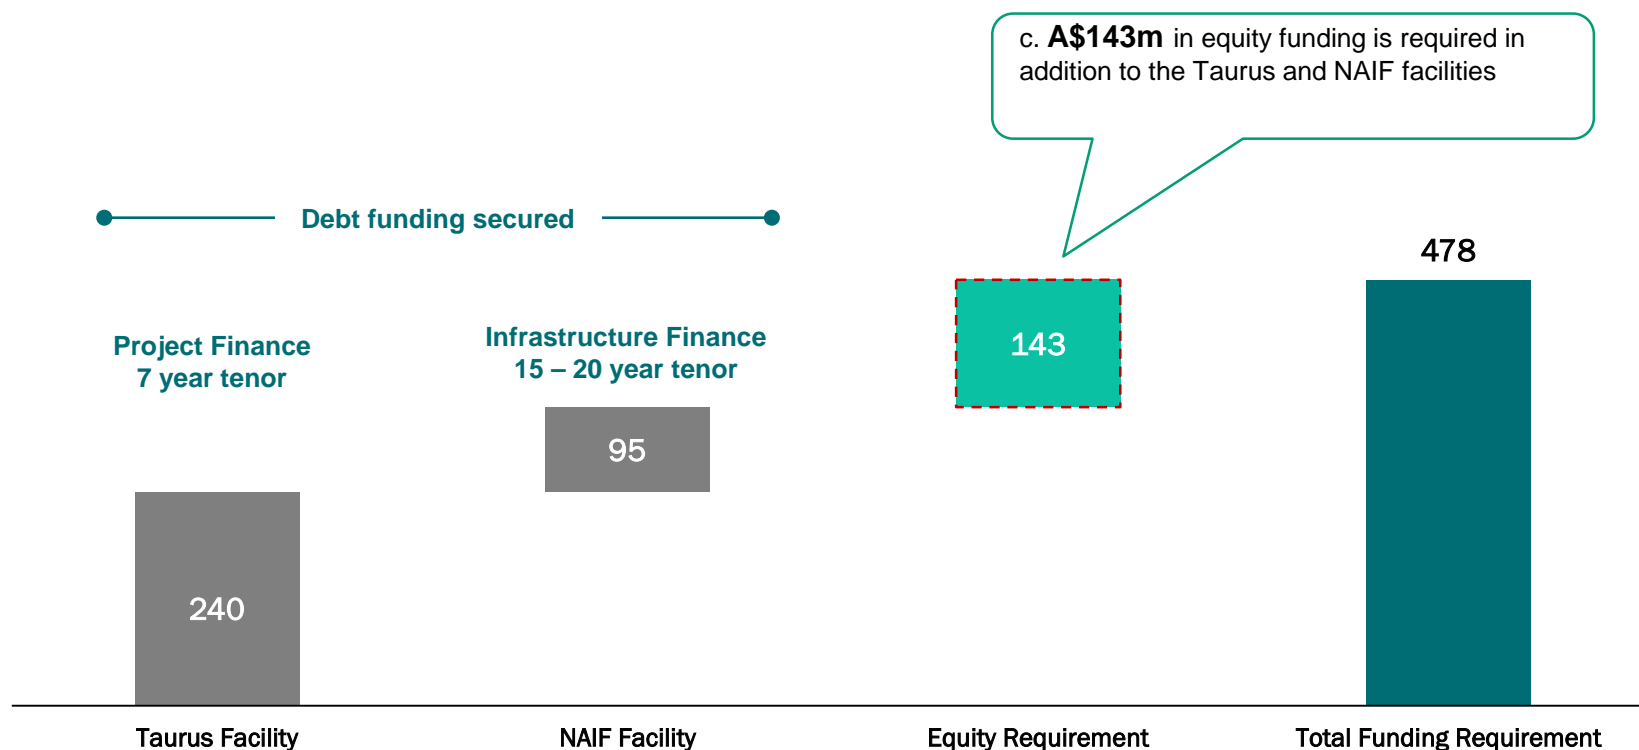 c. A$143m in equity funding is required in
addition to the Taurus and NAIF facilities
Debt funding secured
478
Project Finance
7 year tenor
Infrastructure Finance
15 – 20 year tenor
143
95
240
Taurus Facility
NAIF Facility
Equity Requirement
Total Funding Requirement